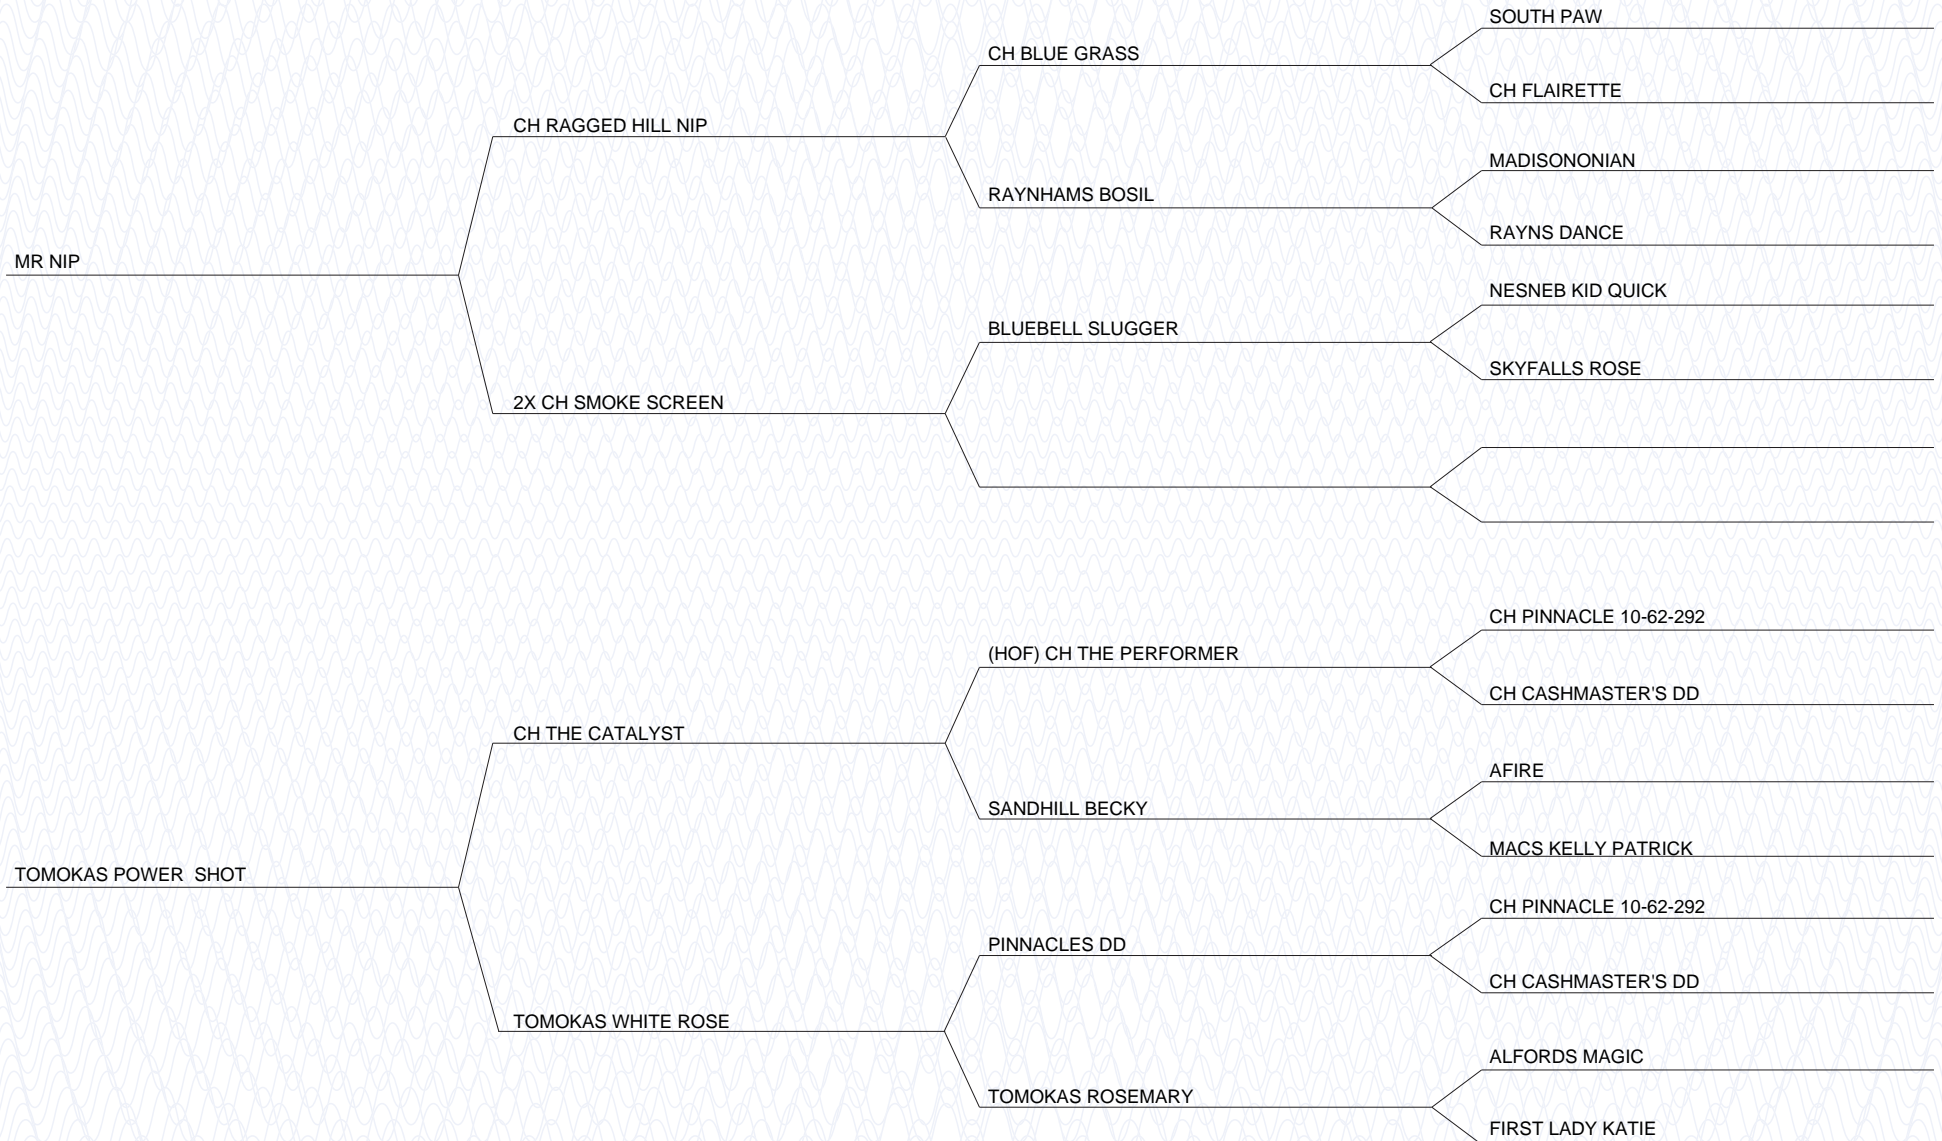 SOUTH PAW
CH BLUE GRASS
CH FLAIRETTE
CH RAGGED HILL NIP
MADISONONIAN
RAYNHAMS BOSIL
RAYNS DANCE
MR NIP
NESNEB KID QUICK
BLUEBELL SLUGGER
SKYFALLS ROSE
2X CH SMOKE SCREEN
CH PINNACLE 10-62-292
(HOF) CH THE PERFORMER
CH CASHMASTER'S DD
CH THE CATALYST
AFIRE
SANDHILL BECKY
MACS KELLY PATRICK
TOMOKAS POWER  SHOT
CH PINNACLE 10-62-292
PINNACLES DD
CH CASHMASTER'S DD
TOMOKAS WHITE ROSE
ALFORDS MAGIC
TOMOKAS ROSEMARY
FIRST LADY KATIE